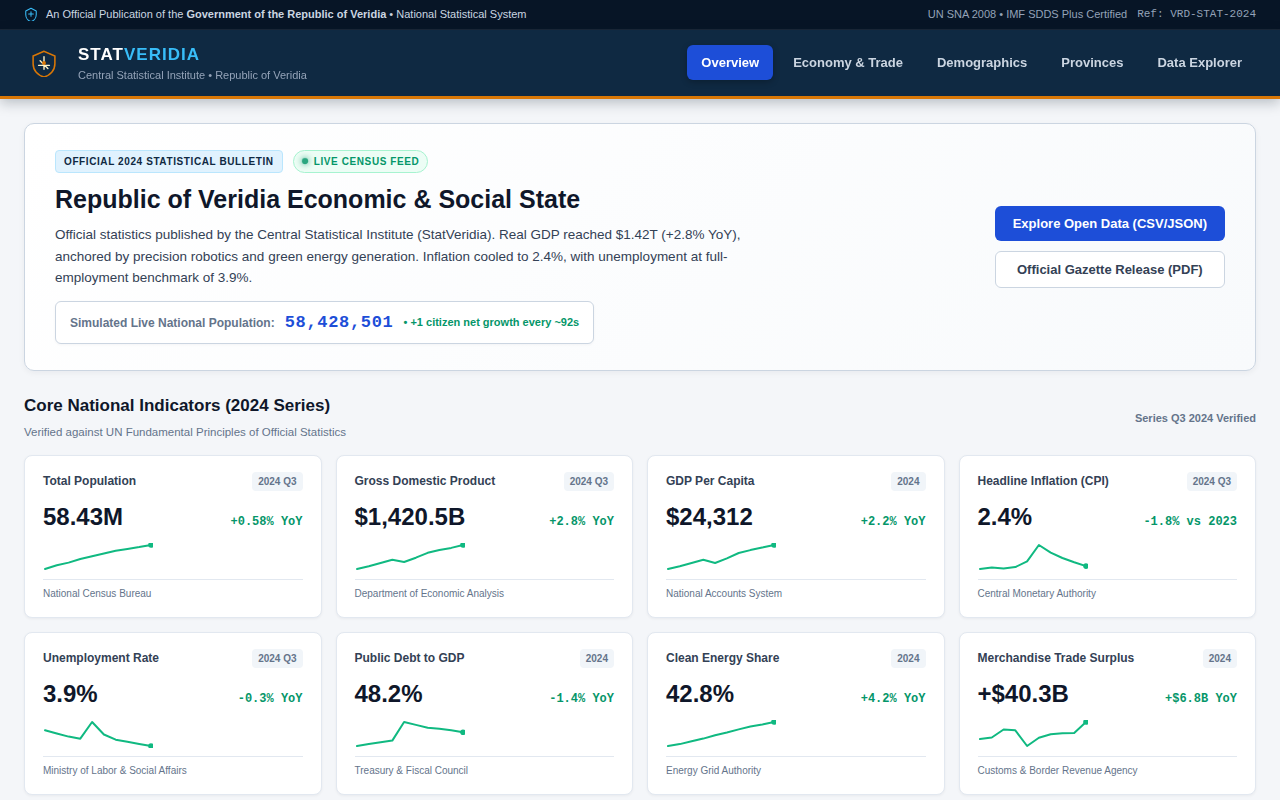 An Official Publication of the Government of the Republic of Veridia • National Statistical System
UN SNA 2008 • IMF SDDS Plus Certified Ref: VRD-STAT-2024
STATVERIDIA
Central Statistical Institute • Republic of Veridia
Overview Economy & Trade Demographics Provinces Data Explorer
OFFICIAL 2024 STATISTICAL BULLETIN LIVE CENSUS FEED
Republic of Veridia Economic & Social State
Official statistics published by the Central Statistical Institute (StatVeridia). Real GDP reached $1.42T (+2.8% YoY),
anchored by precision robotics and green energy generation. Inflation cooled to 2.4%, with unemployment at full-
employment benchmark of 3.9%.
Simulated Live National Population: 58,428,501 • +1 citizen net growth every ~92s
Explore Open Data (CSV/JSON)
Official Gazette Release (PDF)
Core National Indicators (2024 Series)
Verified against UN Fundamental Principles of Official Statistics
Series Q3 2024 Verified
Total Population 2024 Q3
58.43M +0.58% YoY
National Census Bureau
Gross Domestic Product 2024 Q3
$1,420.5B +2.8% YoY
Department of Economic Analysis
GDP Per Capita 2024
$24,312 +2.2% YoY
National Accounts System
Headline Inflation (CPI) 2024 Q3
2.4% -1.8% vs 2023
Central Monetary Authority
Unemployment Rate 2024 Q3
3.9% -0.3% YoY
Ministry of Labor & Social Affairs
Public Debt to GDP 2024
48.2% -1.4% YoY
Treasury & Fiscal Council
Clean Energy Share 2024
42.8% +4.2% YoY
Energy Grid Authority
Merchandise Trade Surplus 2024
+$40.3B +$6.8B YoY
Customs & Border Revenue Agency